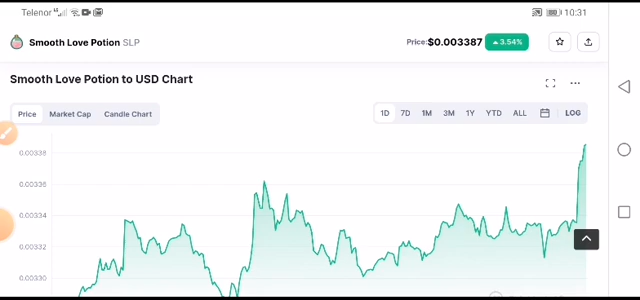 Telenor 10:31
Smooth Love Potion SLP Price: $0.003387 3.54%
Smooth Love Potion to USD Chart
Price Market Cap Candle Chart 1D 7D 1M 3M 1Y YTD ALL LOG
0.00338
0.00336
0.00334
0.00332
0.00330